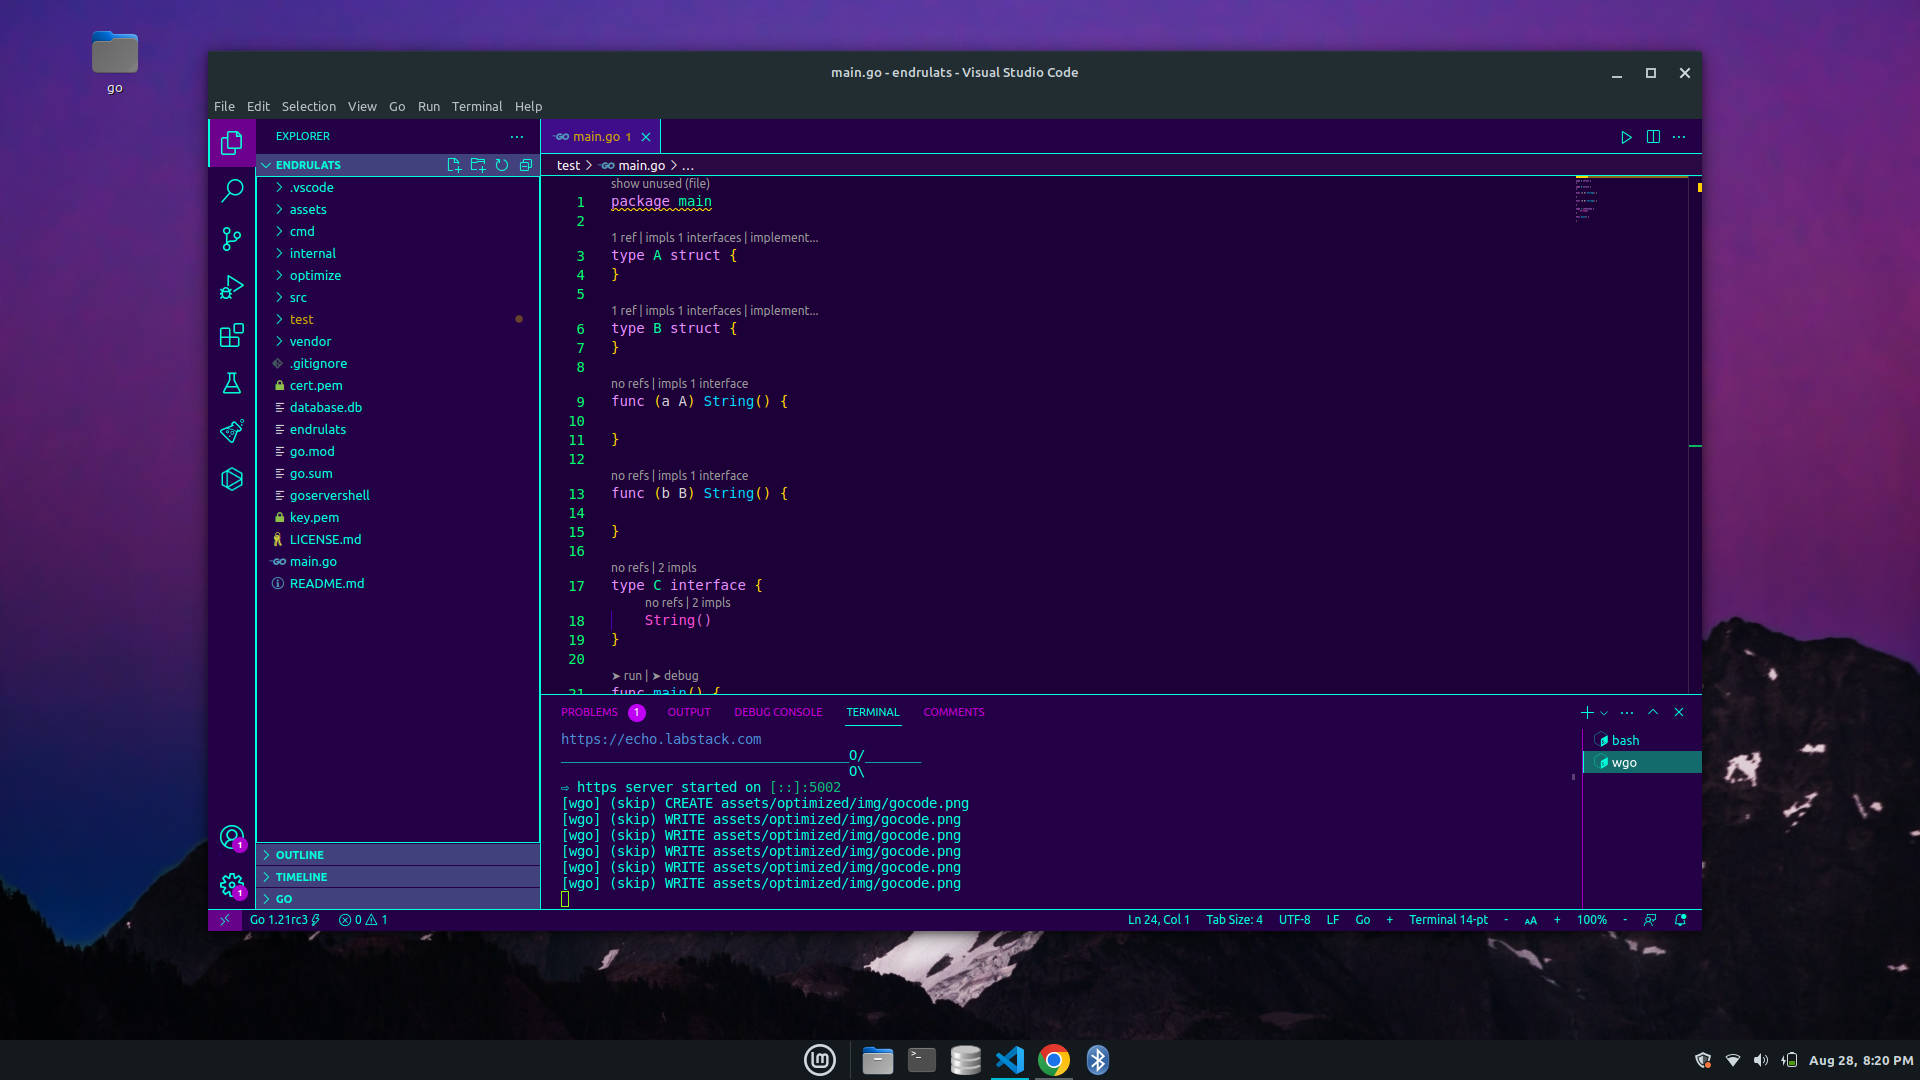 go
main.go - endrulats - Visual Studio Code
File Edit Selection View Go Run Terminal Help
EXPLORER
ENDRULATS
.vscode
assets
cmd
internal
optimize
src
test
vendor
.gitignore
cert.pem
database.db
endrulats
go.mod
go.sum
goservershell
key.pem
LICENSE.md
GO main.go
README.md
OUTLINE
TIMELINE
GO
1
1
GO main.go 1
test > GO main.go > ...
show unused (file)
1 package main
2
1 ref | impls 1 interfaces | implement...
3 type A struct {
4 }
5
1 ref | impls 1 interfaces | implement...
6 type B struct {
7 }
8
no refs | impls 1 interface
9 func (a A) String() {
10
11 }
12
no refs | impls 1 interface
13 func (b B) String() {
14
15 }
16
no refs | 2 impls
17 type C interface {
no refs | 2 impls
18 String()
19 }
20
➤ run | ➤ debug
21 func main() {
PROBLEMS 1 OUTPUT DEBUG CONSOLE TERMINAL COMMENTS
https://echo.labstack.com
____________________________________O/_______
O\
⇨ https server started on [::]:5002
[wgo] (skip) CREATE assets/optimized/img/gocode.png
[wgo] (skip) WRITE assets/optimized/img/gocode.png
[wgo] (skip) WRITE assets/optimized/img/gocode.png
[wgo] (skip) WRITE assets/optimized/img/gocode.png
[wgo] (skip) WRITE assets/optimized/img/gocode.png
[wgo] (skip) WRITE assets/optimized/img/gocode.png
bash
wgo
Go 1.21rc3 0 1 Ln 24, Col 1 Tab Size: 4 UTF-8 LF Go + Terminal 14-pt - AA + 100% -
lm
Aug 28, 8:20 PM